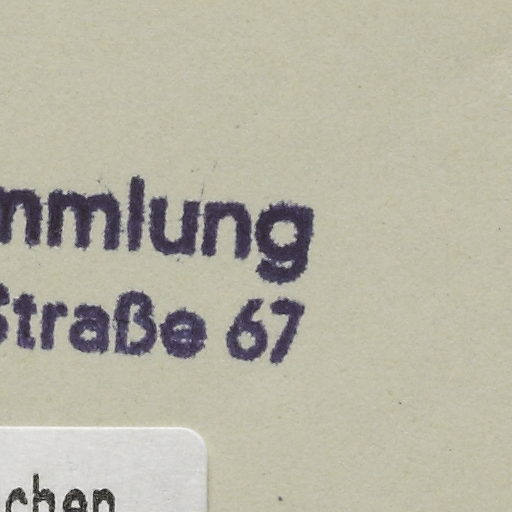 mmlung
Straße 67
chen